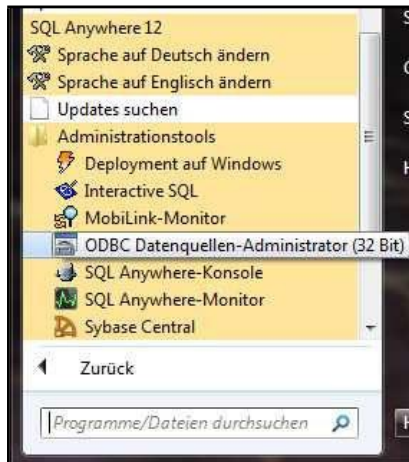 SQL Anywhere 12
Sprache auf Deutsch ändern
Sprache auf Englisch ändern
Updates suchen
Administrationstools
Deployment auf Windows
Interactive SQL
MobiLink-Monitor
ODBC Datenquellen-Administrator (32 Bit)
SQL Anywhere-Konsole
SQL Anywhere-Monitor
Sybase Central
Zurück
Programme/Dateien durchsuchen